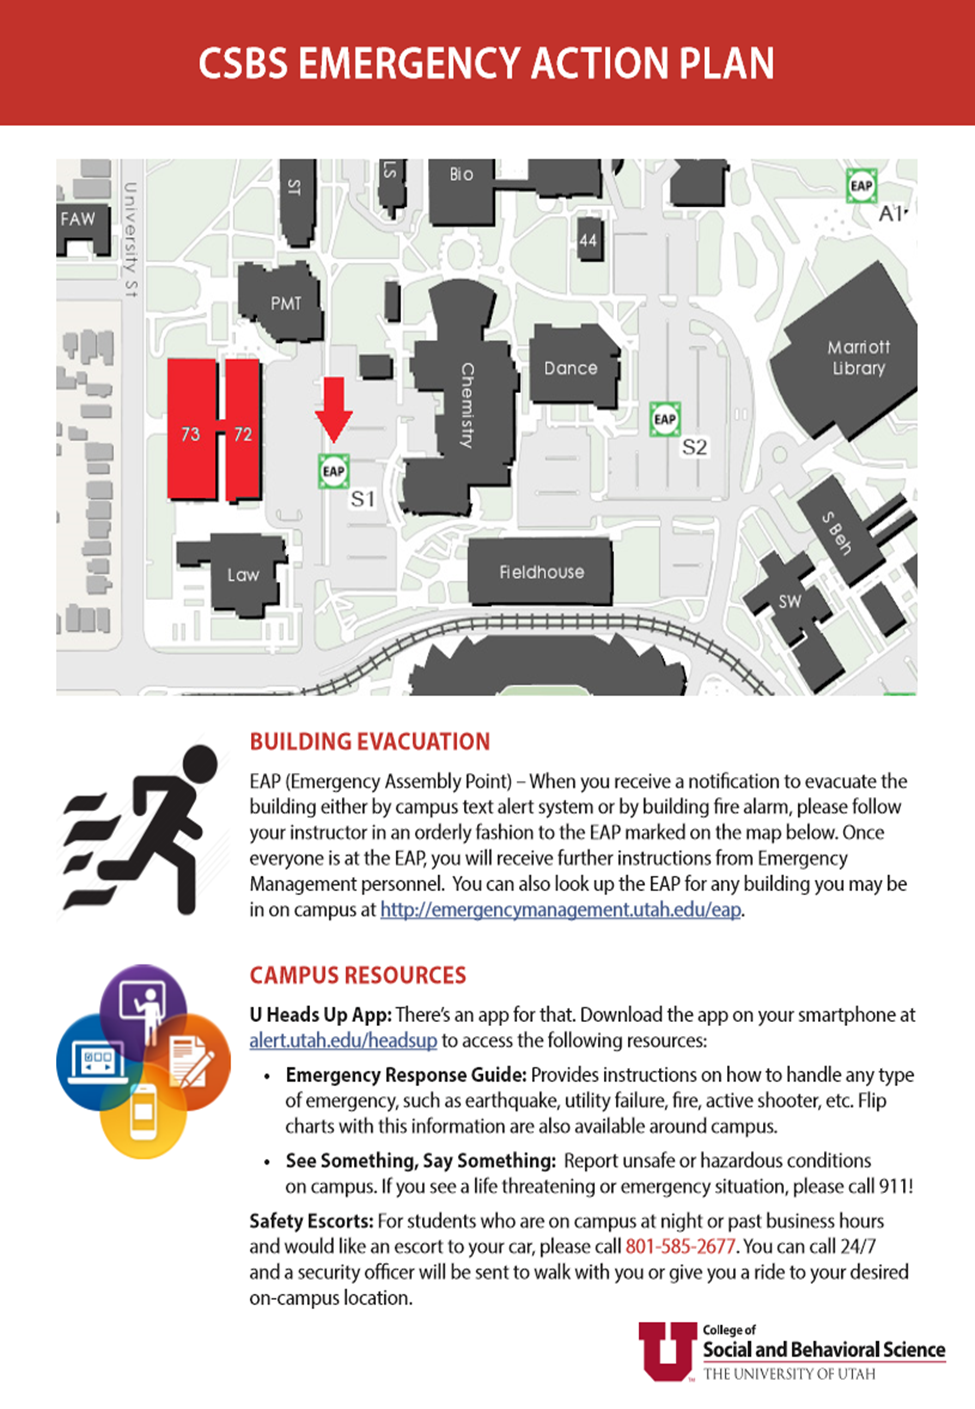 CSBS EMERGENCY ACTION PLAN
FAW
University St
ST
LS
Bio
44
EAP
A1
PMT
Chemistry
Dance
Marriott
Library
73
72
EAP
S1
EAP
S2
Law
Fieldhouse
S Beh
SW
BUILDING EVACUATION
EAP (Emergency Assembly Point) – When you receive a notification to evacuate the
building either by campus text alert system or by building fire alarm, please follow
your instructor in an orderly fashion to the EAP marked on the map below. Once
everyone is at the EAP, you will receive further instructions from Emergency
Management personnel. You can also look up the EAP for any building you may be
in on campus at http://emergencymanagement.utah.edu/eap.
CAMPUS RESOURCES
U Heads Up App: There's an app for that. Download the app on your smartphone at
alert.utah.edu/headsup to access the following resources:
• Emergency Response Guide: Provides instructions on how to handle any type
of emergency, such as earthquake, utility failure, fire, active shooter, etc. Flip
charts with this information are also available around campus.
• See Something, Say Something: Report unsafe or hazardous conditions
on campus. If you see a life threatening or emergency situation, please call 911!
Safety Escorts: For students who are on campus at night or past business hours
and would like an escort to your car, please call 801-585-2677. You can call 24/7
and a security officer will be sent to walk with you or give you a ride to your desired
on-campus location.
U
College of
Social and Behavioral Science
THE UNIVERSITY OF UTAH